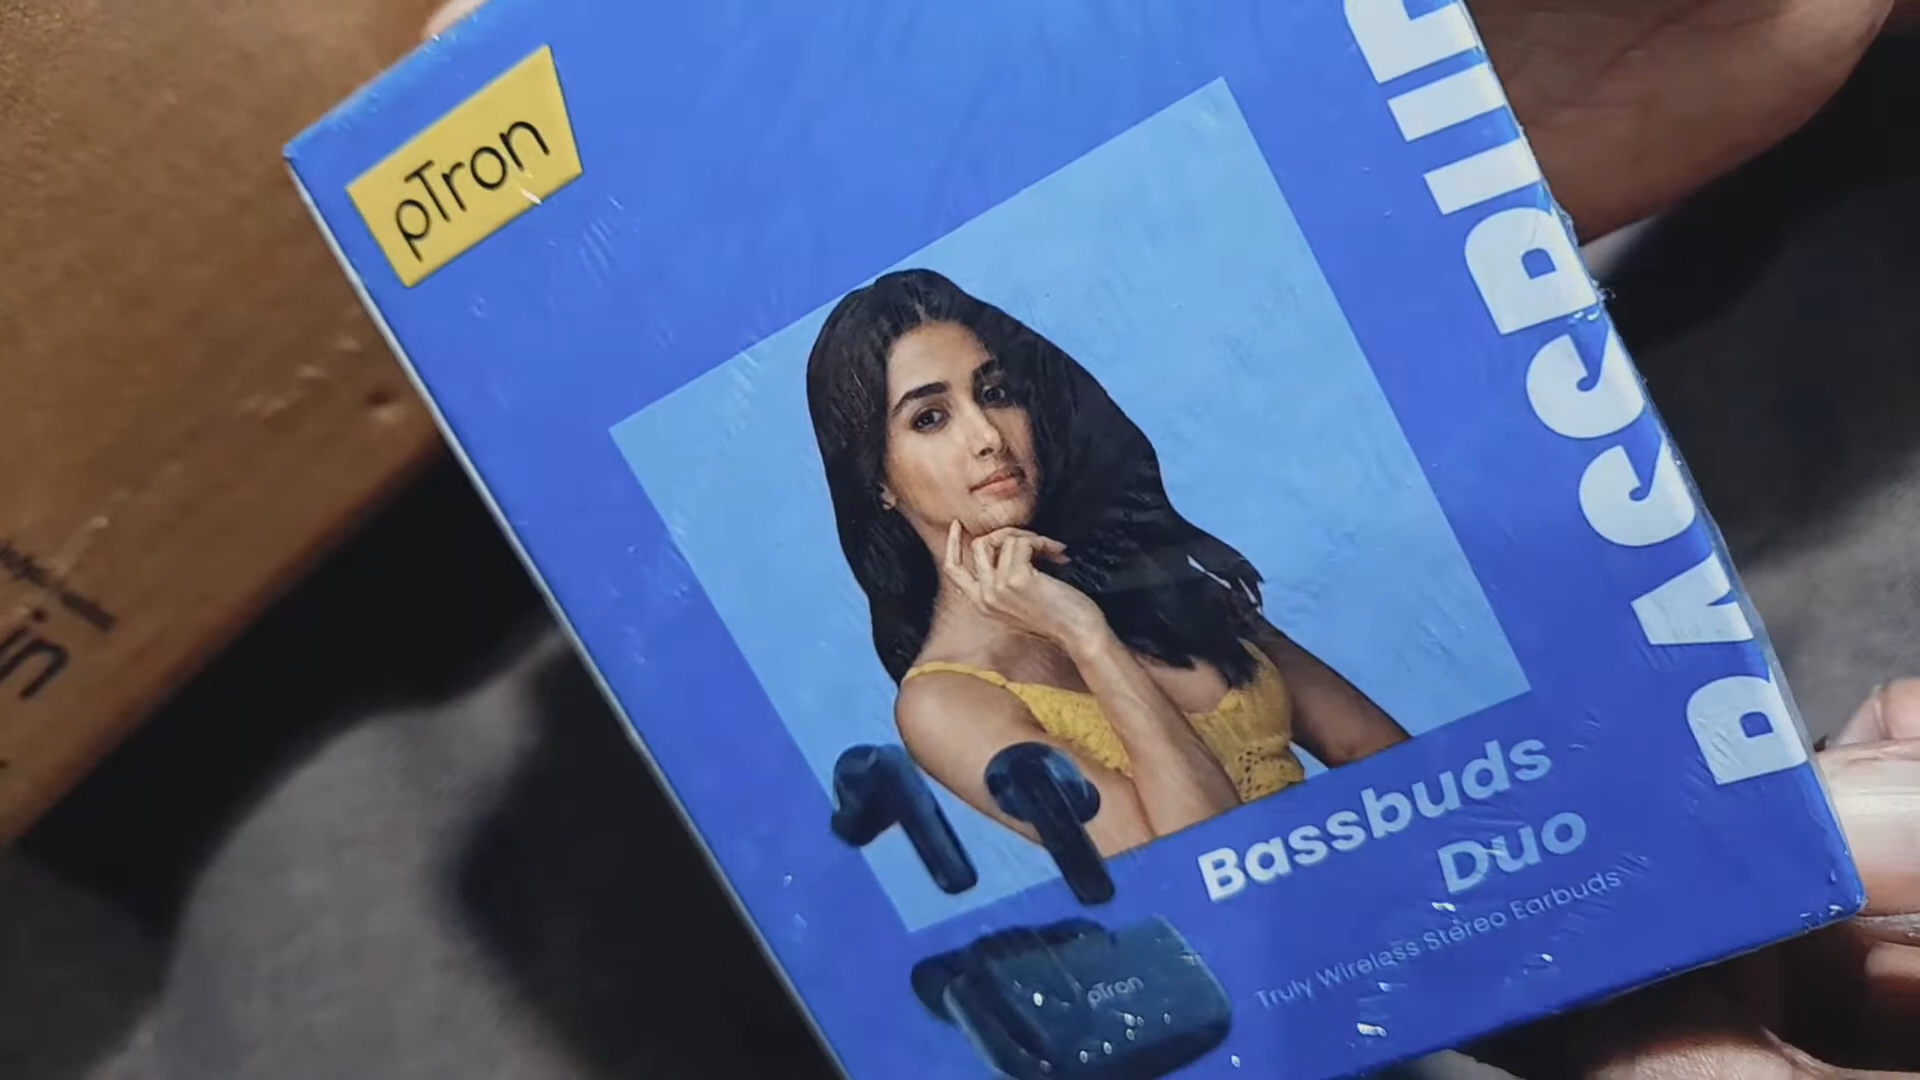 pTron
Bassbuds
Duo
Truly Wireless Stereo Earbuds
pTron